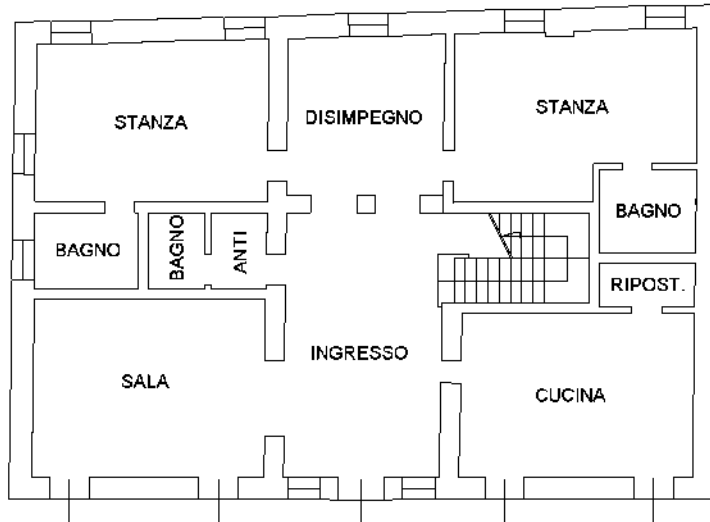 STANZA
DISIMPEGNO
STANZA
BAGNO
BAGNO
ANTI
BAGNO
RIPOST.
SALA
INGRESSO
CUCINA